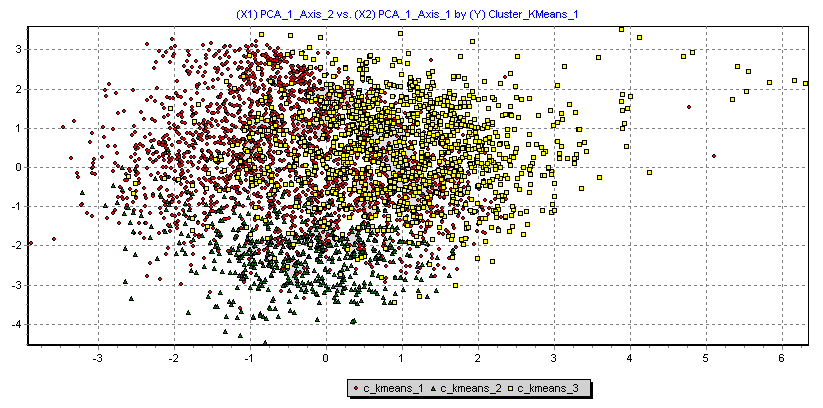 (X1) PCA_1_Axis_2 vs. (X2) PCA_1_Axis_1 by (Y) Cluster_KMeans_1
3
2
1
0
-1
-2
-3
-4
-3 -2 -1 0 1 2 3 4 5 6
c_kmeans_1 c_kmeans_2 c_kmeans_3